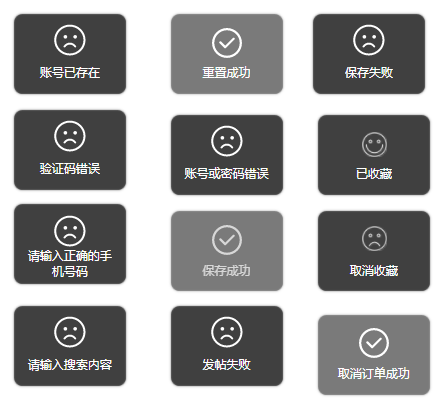 账号已存在
重置成功
保存失败
验证码错误
账号或密码错误
已收藏
请输入正确的手
机号码
保存成功
取消收藏
请输入搜索内容
发帖失败
取消订单成功